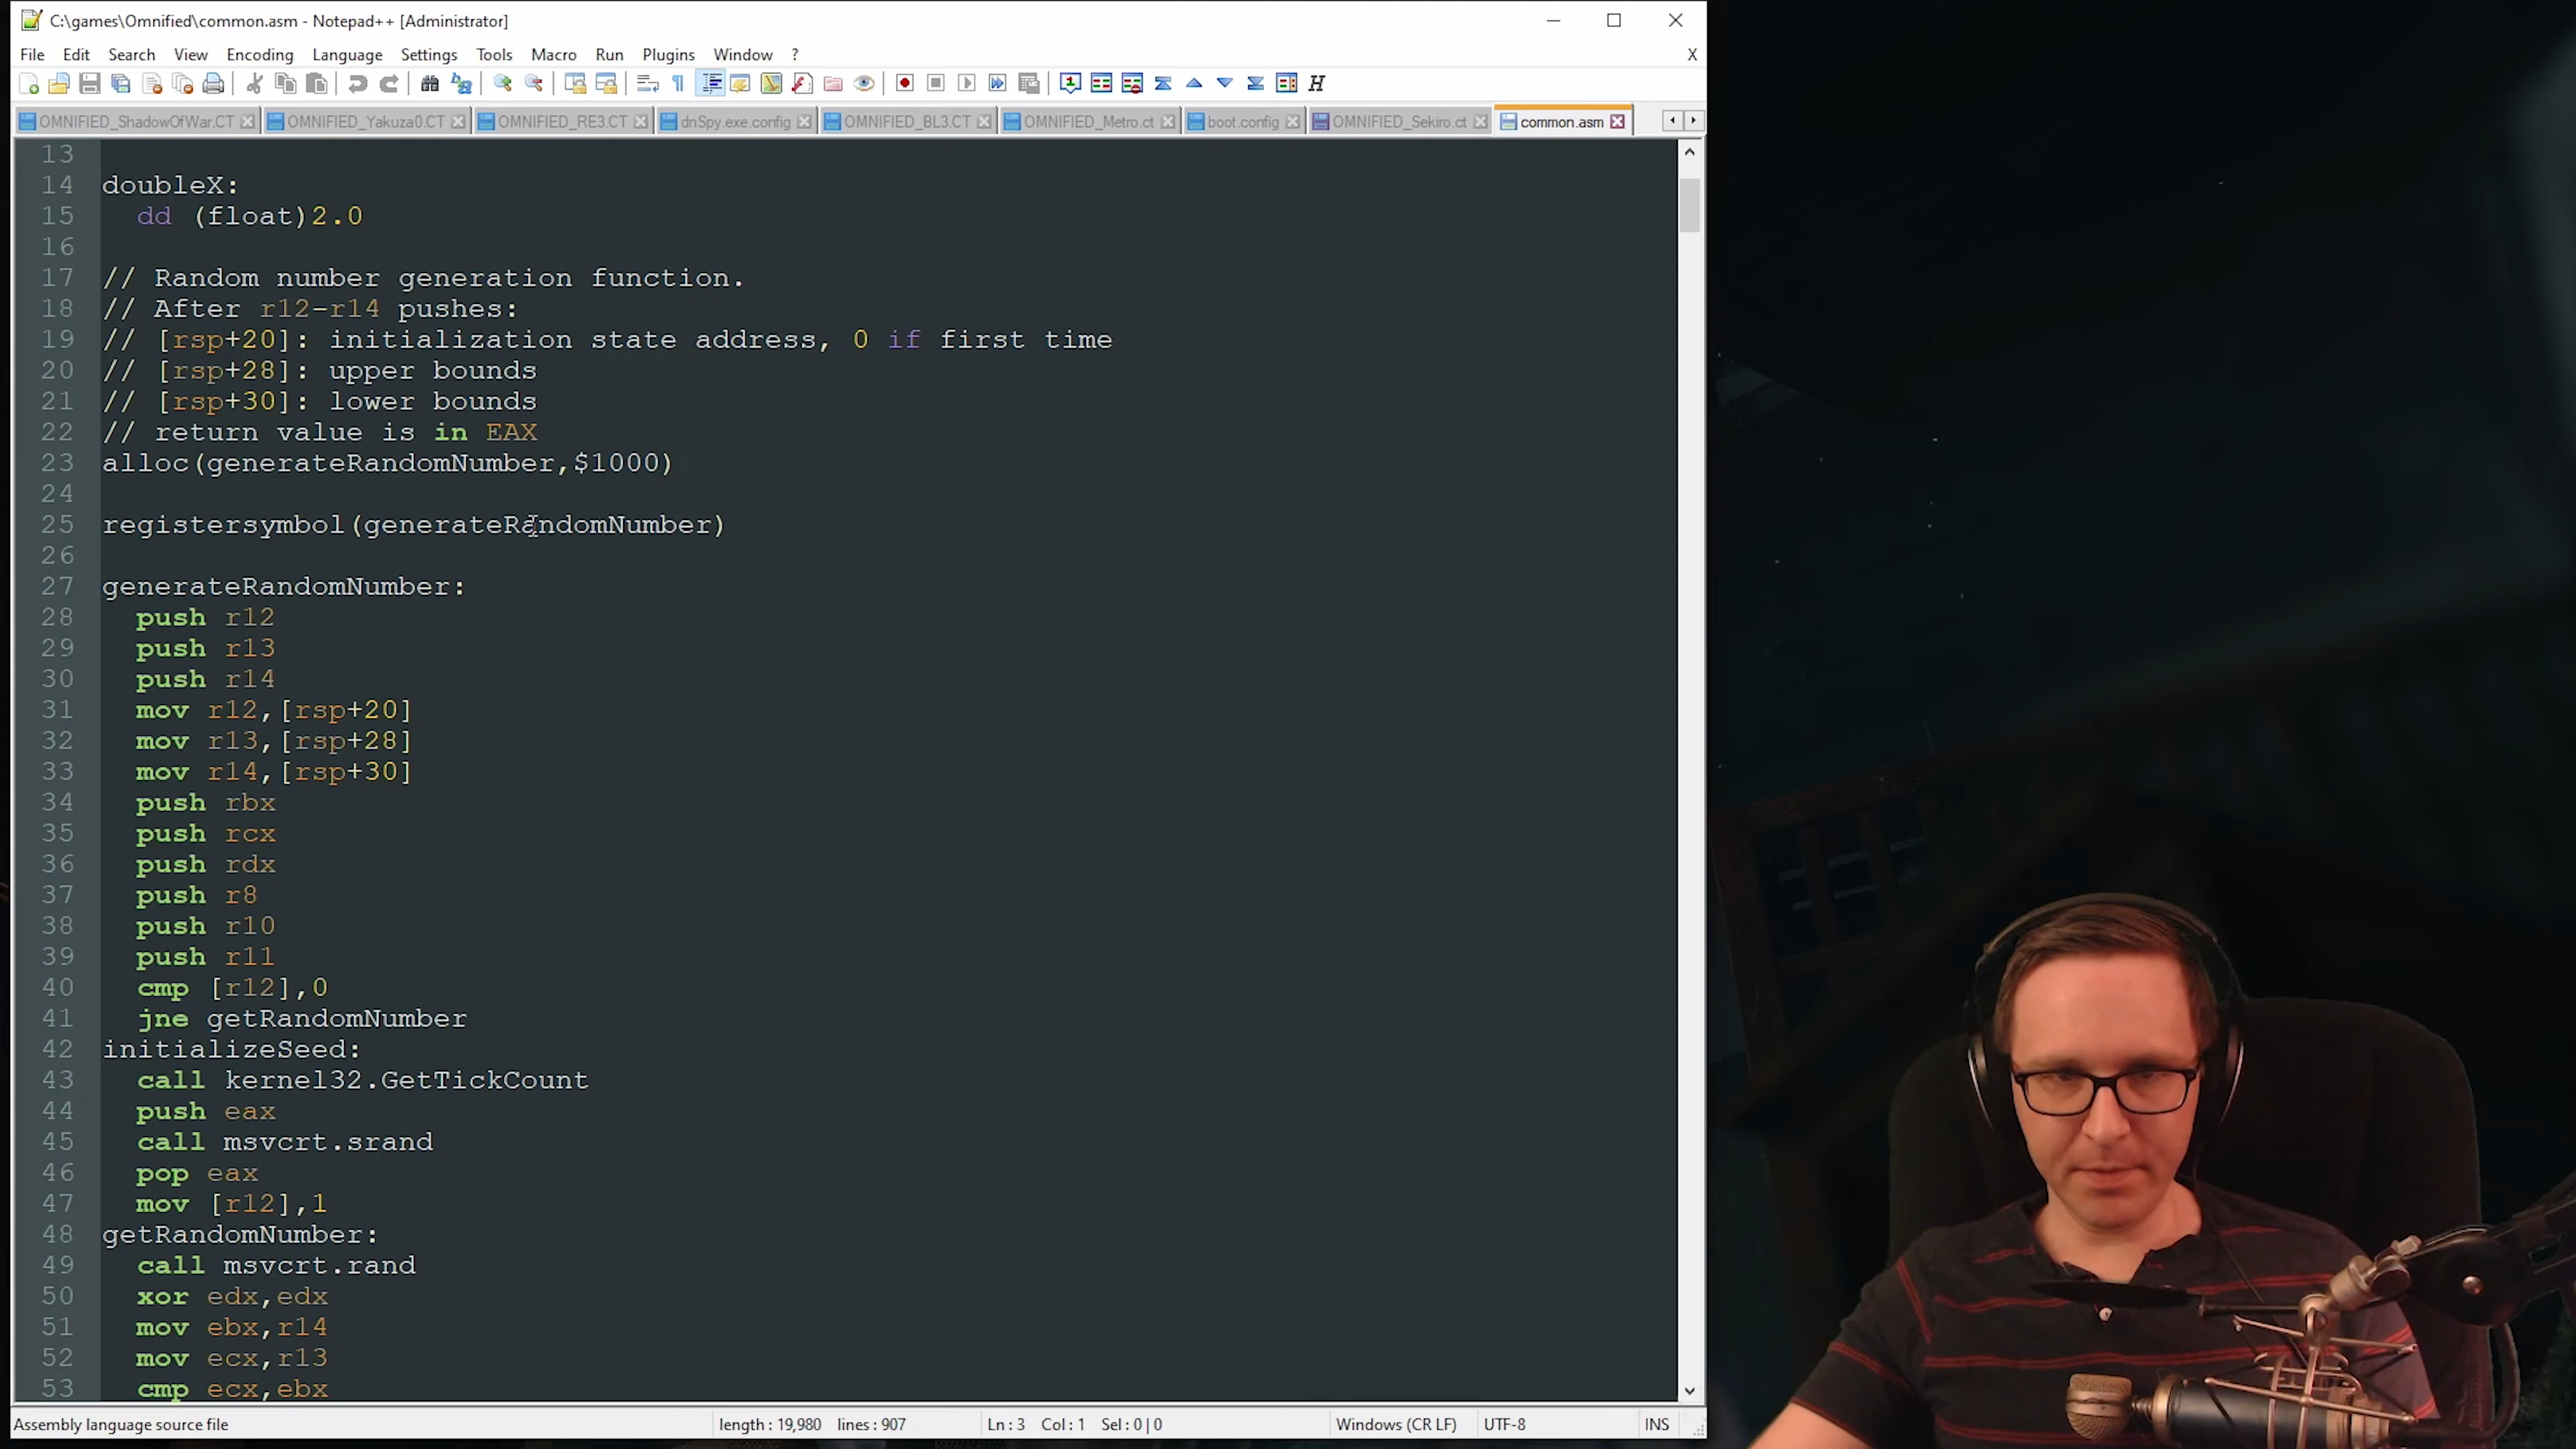 C:\games\Omnified\common.asm - Notepad++ [Administrator]
File Edit Search View Encoding Language Settings Tools Macro Run Plugins Window ? X
OMNIFIED_ShadowOfWar.CT OMNIFIED_Yakuza0.CT OMNIFIED_RE3.CT dnSpy.exe.config OMNIFIED_BL3.CT OMNIFIED_Metro.ct boot.config OMNIFIED_Sekiro.ct common.asm
13
14 doubleX:
15 dd (float)2.0
16
17 // Random number generation function.
18 // After r12-r14 pushes:
19 // [rsp+20]: initialization state address, 0 if first time
20 // [rsp+28]: upper bounds
21 // [rsp+30]: lower bounds
22 // return value is in EAX
23 alloc(generateRandomNumber,$1000)
24
25 registersymbol(generateRandomNumber)
26
27 generateRandomNumber:
28 push r12
29 push r13
30 push r14
31 mov r12,[rsp+20]
32 mov r13,[rsp+28]
33 mov r14,[rsp+30]
34 push rbx
35 push rcx
36 push rdx
37 push r8
38 push r10
39 push r11
40 cmp [r12],0
41 jne getRandomNumber
42 initializeSeed:
43 call kernel32.GetTickCount
44 push eax
45 call msvcrt.srand
46 pop eax
47 mov [r12],1
48 getRandomNumber:
49 call msvcrt.rand
50 xor edx,edx
51 mov ebx,r14
52 mov ecx,r13
53 cmp ecx,ebx
Assembly language source file length : 19,980 lines : 907 Ln : 3 Col : 1 Sel : 0 | 0 Windows (CR LF) UTF-8 INS